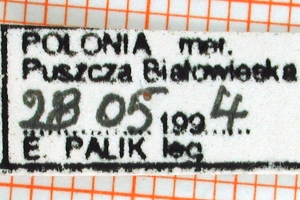 POLONIA mer.
Puszcza Białowieska
28 05 1994
E. PALIK leg